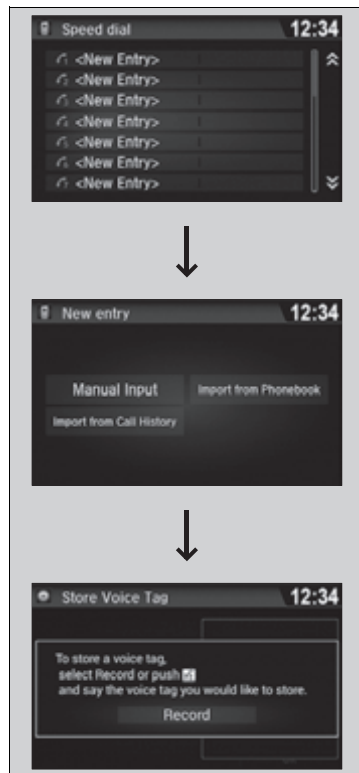 Speed dial 12:34
<New Entry>
<New Entry>
<New Entry>
<New Entry>
<New Entry>
<New Entry>
<New Entry>
New entry 12:34
Manual Input Import from Phonebook
Import from Call History
Store Voice Tag 12:34
To store a voice tag,
select Record or push
and say the voice tag you would like to store.
Record